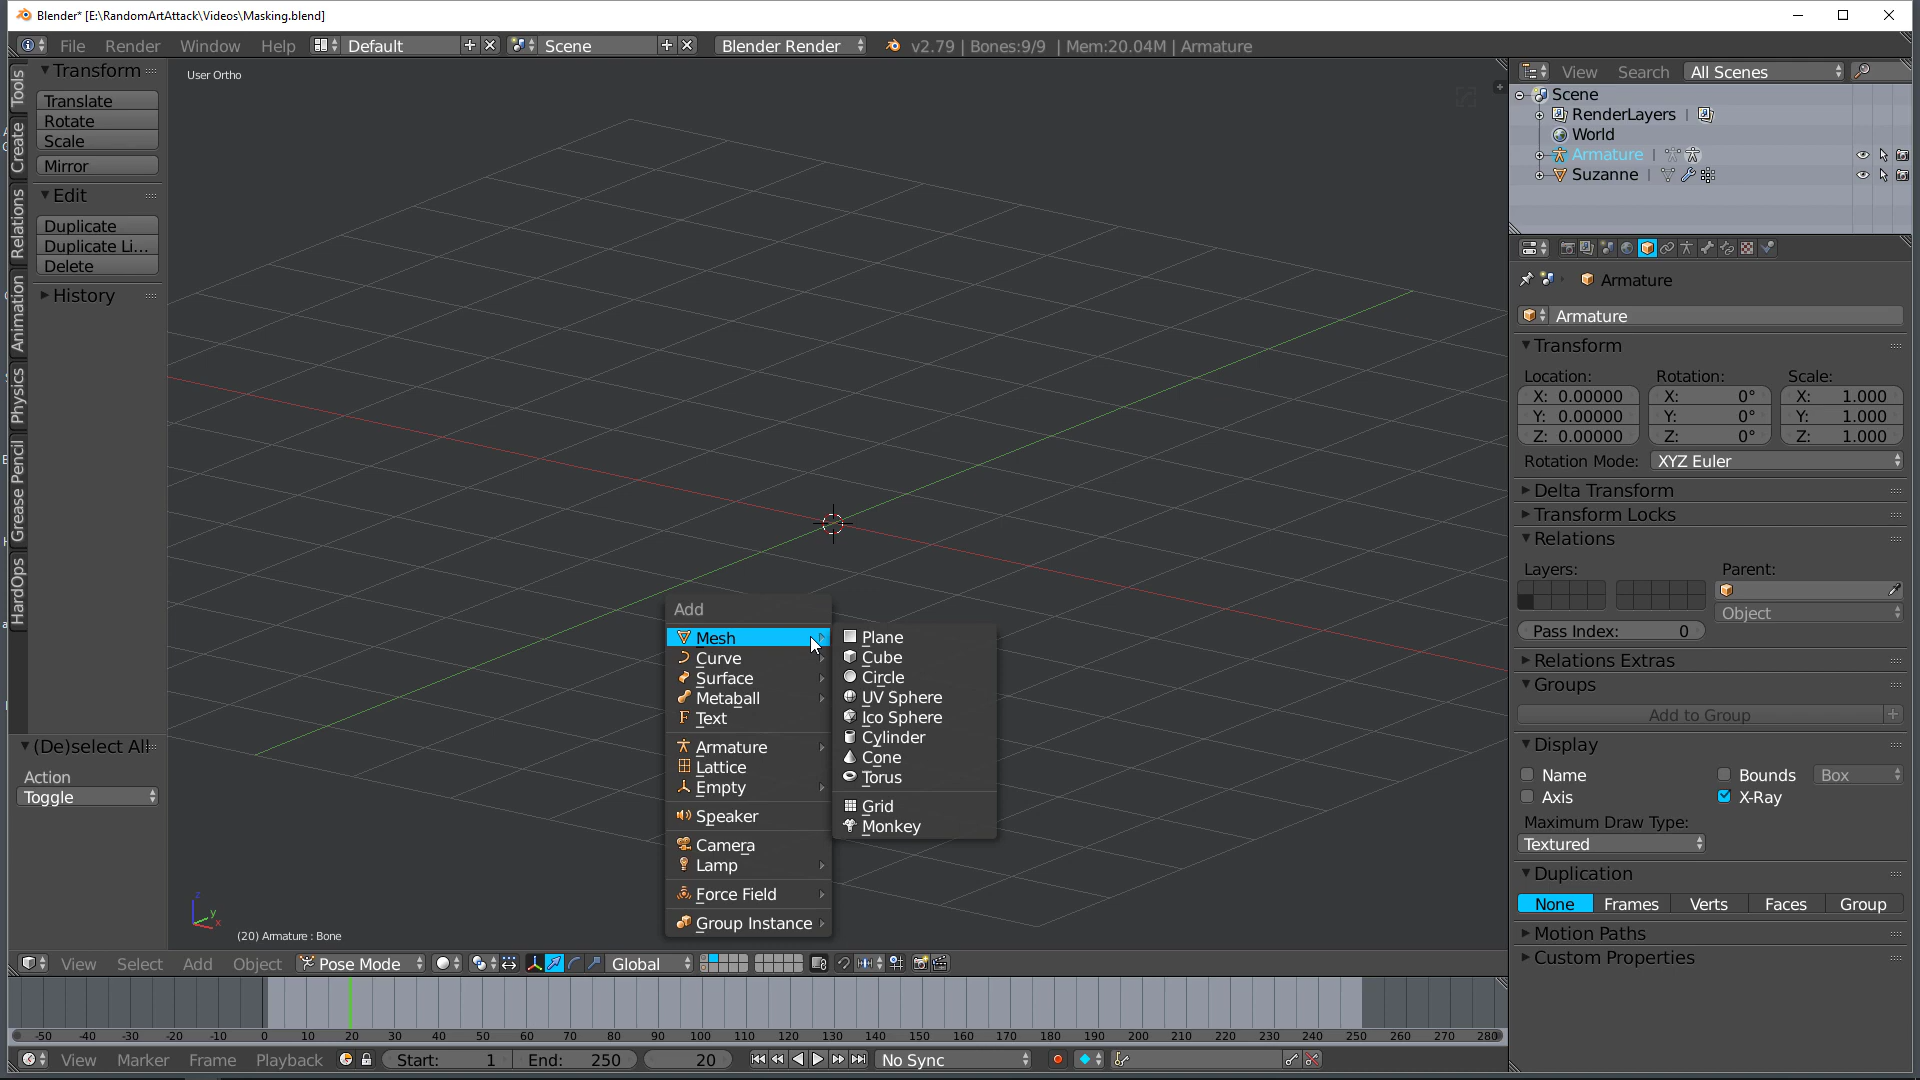 Blender* [E:\RandomArtAttack\Videos\Masking.blend]
File Render Window Help Default Scene Blender Render v2.79 | Bones:9/9 | Mem:20.04M | Armature
Tools
Create
Relations
Animation
Physics
Grease Pencil
HardOps
Transform
Translate
Rotate
Scale
Mirror
Edit
Duplicate
Duplicate Li...
Delete
History
(De)select All
Action
Toggle
User Ortho
Add
Mesh
Curve
Surface
Metaball
Text
Armature
Lattice
Empty
Speaker
Camera
Lamp
Force Field
Group Instance
Plane
Cube
Circle
UV Sphere
Ico Sphere
Cylinder
Cone
Torus
Grid
Monkey
z
y
x
(20) Armature : Bone
View Select Add Object Pose Mode Global
-50 -40 -30 -20 -10 0 10 20 30 40 50 60 70 80 90 100 110 120 130 140 150 160 170 180 190 200 210 220 230 240 250 260 270 280
View Marker Frame Playback Start: 1 End: 250 20 No Sync
View Search All Scenes
Scene
RenderLayers |
World
Armature |
Suzanne |
Armature
Armature
Transform
Location: Rotation: Scale:
X: 0.00000 X: 0° X: 1.000
Y: 0.00000 Y: 0° Y: 1.000
Z: 0.00000 Z: 0° Z: 1.000
Rotation Mode: XYZ Euler
Delta Transform
Transform Locks
Relations
Layers: Parent:
Object
Pass Index: 0
Relations Extras
Groups
Add to Group
Display
Name Bounds Box
Axis X-Ray
Maximum Draw Type:
Textured
Duplication
None Frames Verts Faces Group
Motion Paths
Custom Properties